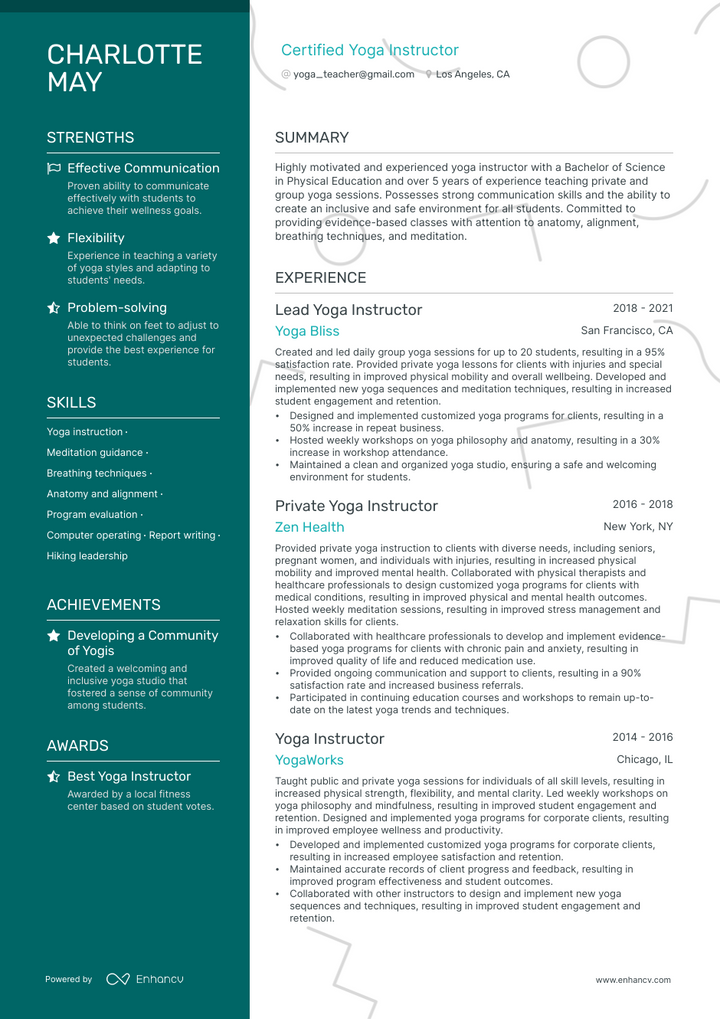 CHARLOTTE
MAY
Certified Yoga Instructor
@ yoga_teacher@gmail.com Los Angeles, CA
STRENGTHS
Effective Communication
Proven ability to communicate
effectively with students to
achieve their wellness goals.
Flexibility
Experience in teaching a variety
of yoga styles and adapting to
students' needs.
Problem-solving
Able to think on feet to adjust to
unexpected challenges and
provide the best experience for
students.
SKILLS
Yoga instruction ·
Meditation guidance ·
Breathing techniques ·
Anatomy and alignment ·
Program evaluation ·
Computer operating · Report writing ·
Hiking leadership
ACHIEVEMENTS
Developing a Community
of Yogis
Created a welcoming and
inclusive yoga studio that
fostered a sense of community
among students.
AWARDS
Best Yoga Instructor
Awarded by a local fitness
center based on student votes.
SUMMARY
Highly motivated and experienced yoga instructor with a Bachelor of Science
in Physical Education and over 5 years of experience teaching private and
group yoga sessions. Possesses strong communication skills and the ability to
create an inclusive and safe environment for all students. Committed to
providing evidence-based classes with attention to anatomy, alignment,
breathing techniques, and meditation.
EXPERIENCE
Lead Yoga Instructor 2018 - 2021
Yoga Bliss San Francisco, CA
Created and led daily group yoga sessions for up to 20 students, resulting in a 95%
satisfaction rate. Provided private yoga lessons for clients with injuries and special
needs, resulting in improved physical mobility and overall wellbeing. Developed and
implemented new yoga sequences and meditation techniques, resulting in increased
student engagement and retention.
• Designed and implemented customized yoga programs for clients, resulting in a
50% increase in repeat business.
• Hosted weekly workshops on yoga philosophy and anatomy, resulting in a 30%
increase in workshop attendance.
• Maintained a clean and organized yoga studio, ensuring a safe and welcoming
environment for students.
Private Yoga Instructor 2016 - 2018
Zen Health New York, NY
Provided private yoga instruction to clients with diverse needs, including seniors,
pregnant women, and individuals with injuries, resulting in increased physical
mobility and improved mental health. Collaborated with physical therapists and
healthcare professionals to design customized yoga programs for clients with
medical conditions, resulting in improved physical and mental health outcomes.
Hosted weekly meditation sessions, resulting in improved stress management and
relaxation skills for clients.
• Collaborated with healthcare professionals to develop and implement evidence-
based yoga programs for clients with chronic pain and anxiety, resulting in
improved quality of life and reduced medication use.
• Provided ongoing communication and support to clients, resulting in a 90%
satisfaction rate and increased business referrals.
• Participated in continuing education courses and workshops to remain up-to-
date on the latest yoga trends and techniques.
Yoga Instructor 2014 - 2016
YogaWorks Chicago, IL
Taught public and private yoga sessions for individuals of all skill levels, resulting in
increased physical strength, flexibility, and mental clarity. Led weekly workshops on
yoga philosophy and mindfulness, resulting in improved student engagement and
retention. Designed and implemented yoga programs for corporate clients, resulting
in improved employee wellness and productivity.
• Developed and implemented customized yoga programs for corporate clients,
resulting in increased employee satisfaction and retention.
• Maintained accurate records of client progress and feedback, resulting in
improved program effectiveness and student outcomes.
• Collaborated with other instructors to design and implement new yoga
sequences and techniques, resulting in improved student engagement and
retention.
Powered by Enhancv
www.enhancv.com